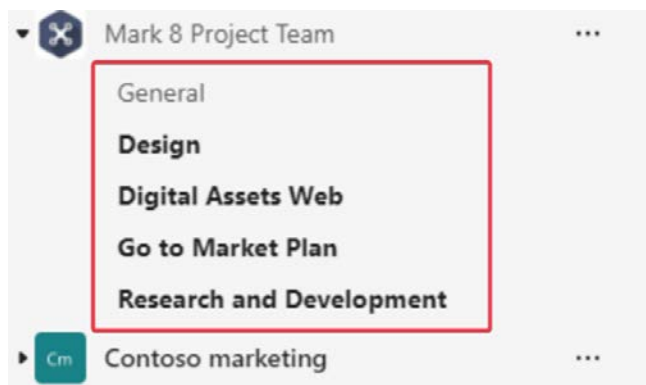 Mark 8 Project Team ...
General
Design
Digital Assets Web
Go to Market Plan
Research and Development
Cm Contoso marketing ...